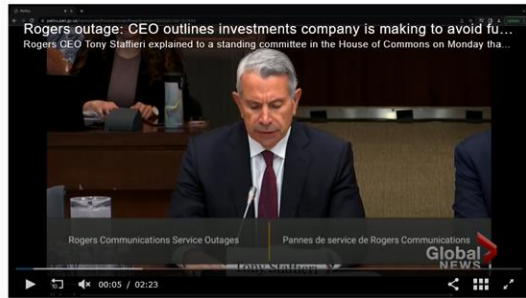 Rogers outage: CEO outlines investments company is making to avoid fu...
Rogers CEO Tony Staffieri explained to a standing committee in the House of Commons on Monday tha...
Rogers Communications Service Outages
Pannes de service de Rogers Communications
Global
NEWS
Tony Staffieri
00:05 / 02:23